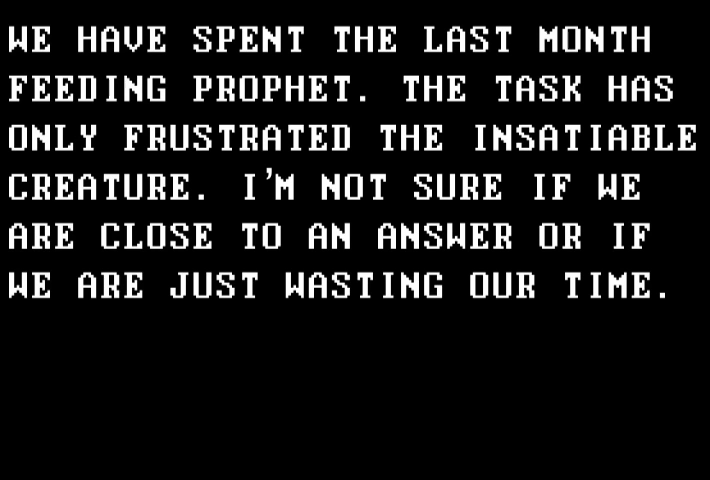 WE HAVE SPENT THE LAST MONTH
FEEDING PROPHET. THE TASK HAS
ONLY FRUSTRATED THE INSATIABLE
CREATURE. I'M NOT SURE IF WE
ARE CLOSE TO AN ANSWER OR IF
WE ARE JUST WASTING OUR TIME.